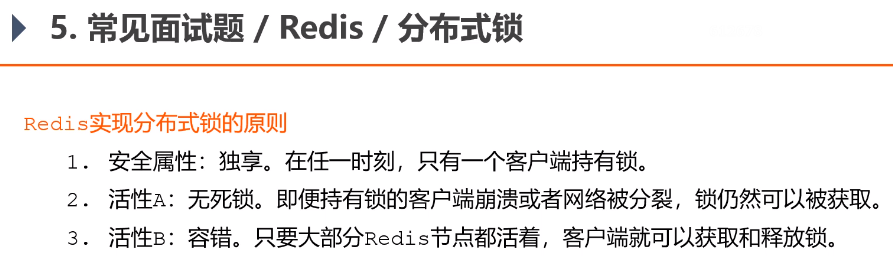 5. 常见面试题 / Redis / 分布式锁
Redis实现分布式锁的原则
1. 安全属性：独享。在任一时刻，只有一个客户端持有锁。
2. 活性A：无死锁。即便持有锁的客户端崩溃或者网络被分裂，锁仍然可以被获取。
3. 活性B：容错。只要大部分Redis节点都活着，客户端就可以获取和释放锁。